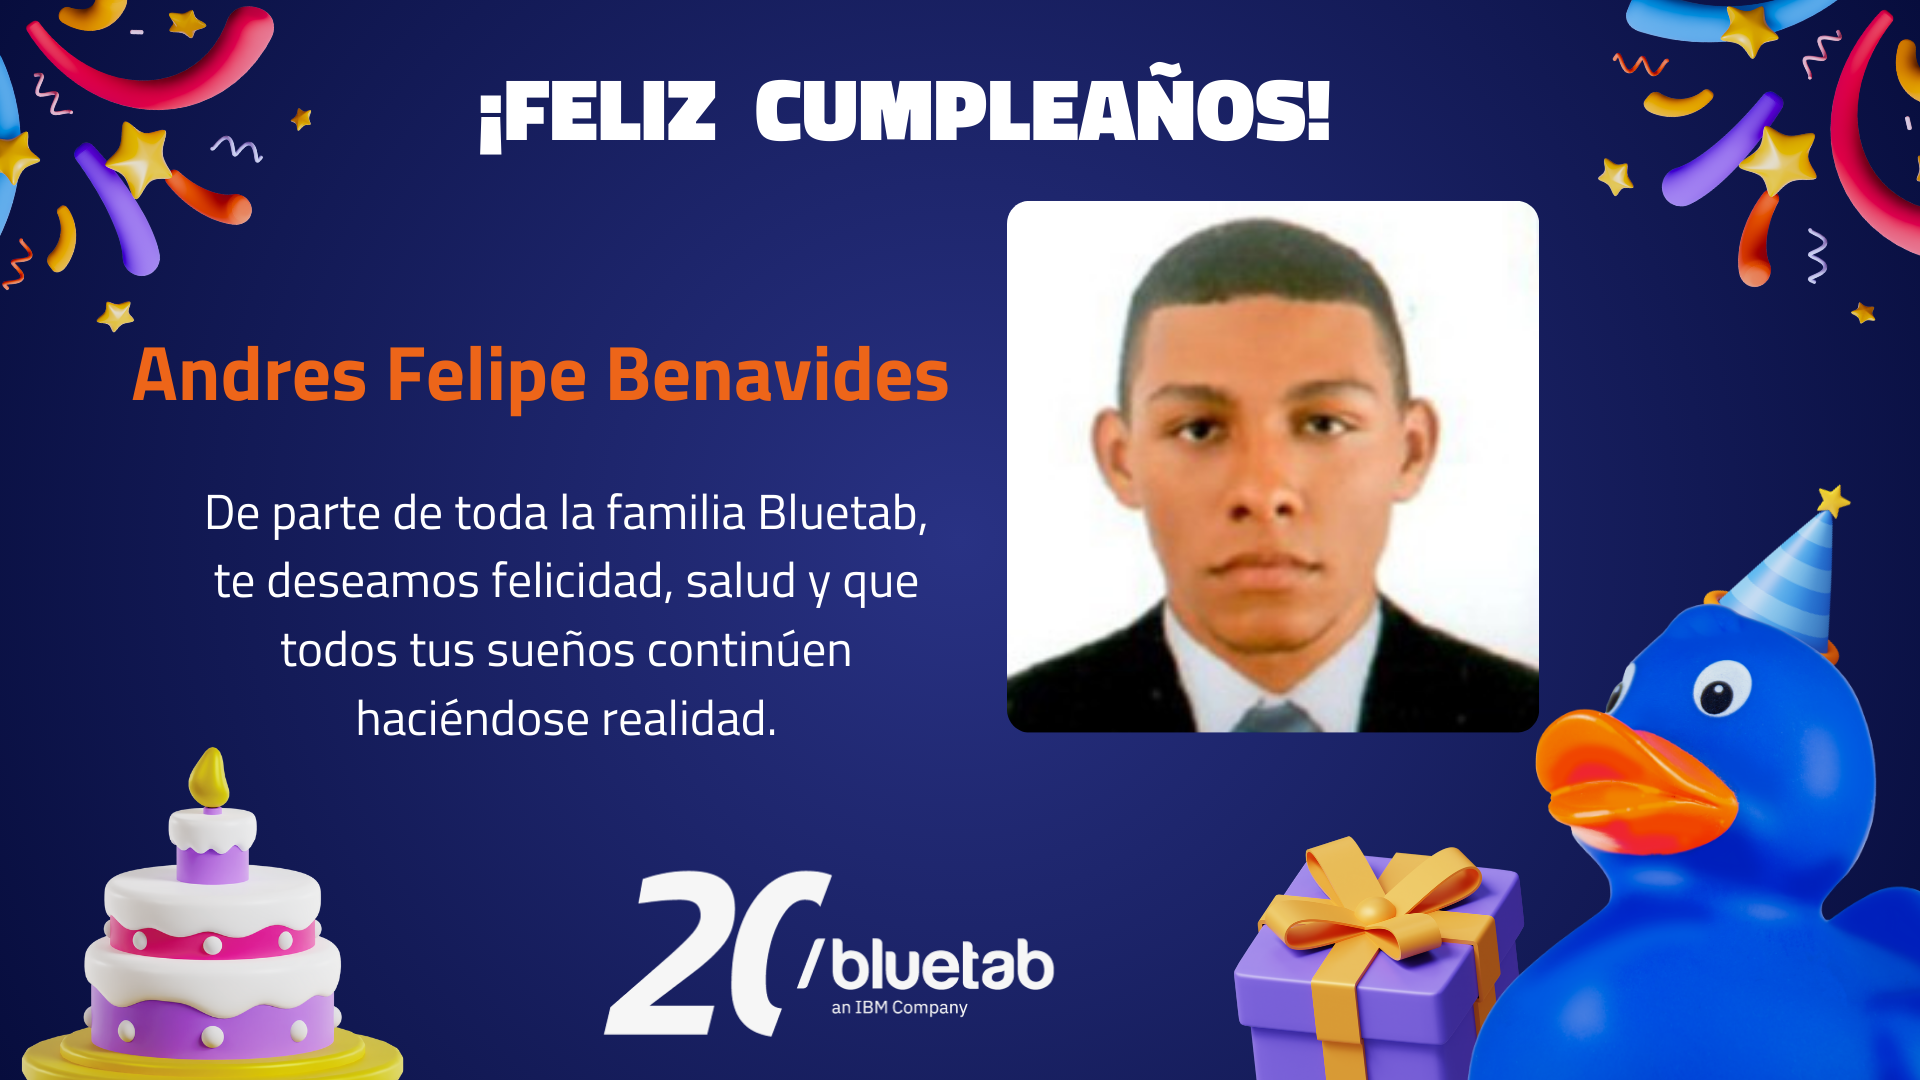 ¡FELIZ CUMPLEAÑOS!
Andres Felipe Benavides
De parte de toda la familia Bluetab,
te deseamos felicidad, salud y que
todos tus sueños continúen
haciéndose realidad.
20/bluetab
an IBM Company